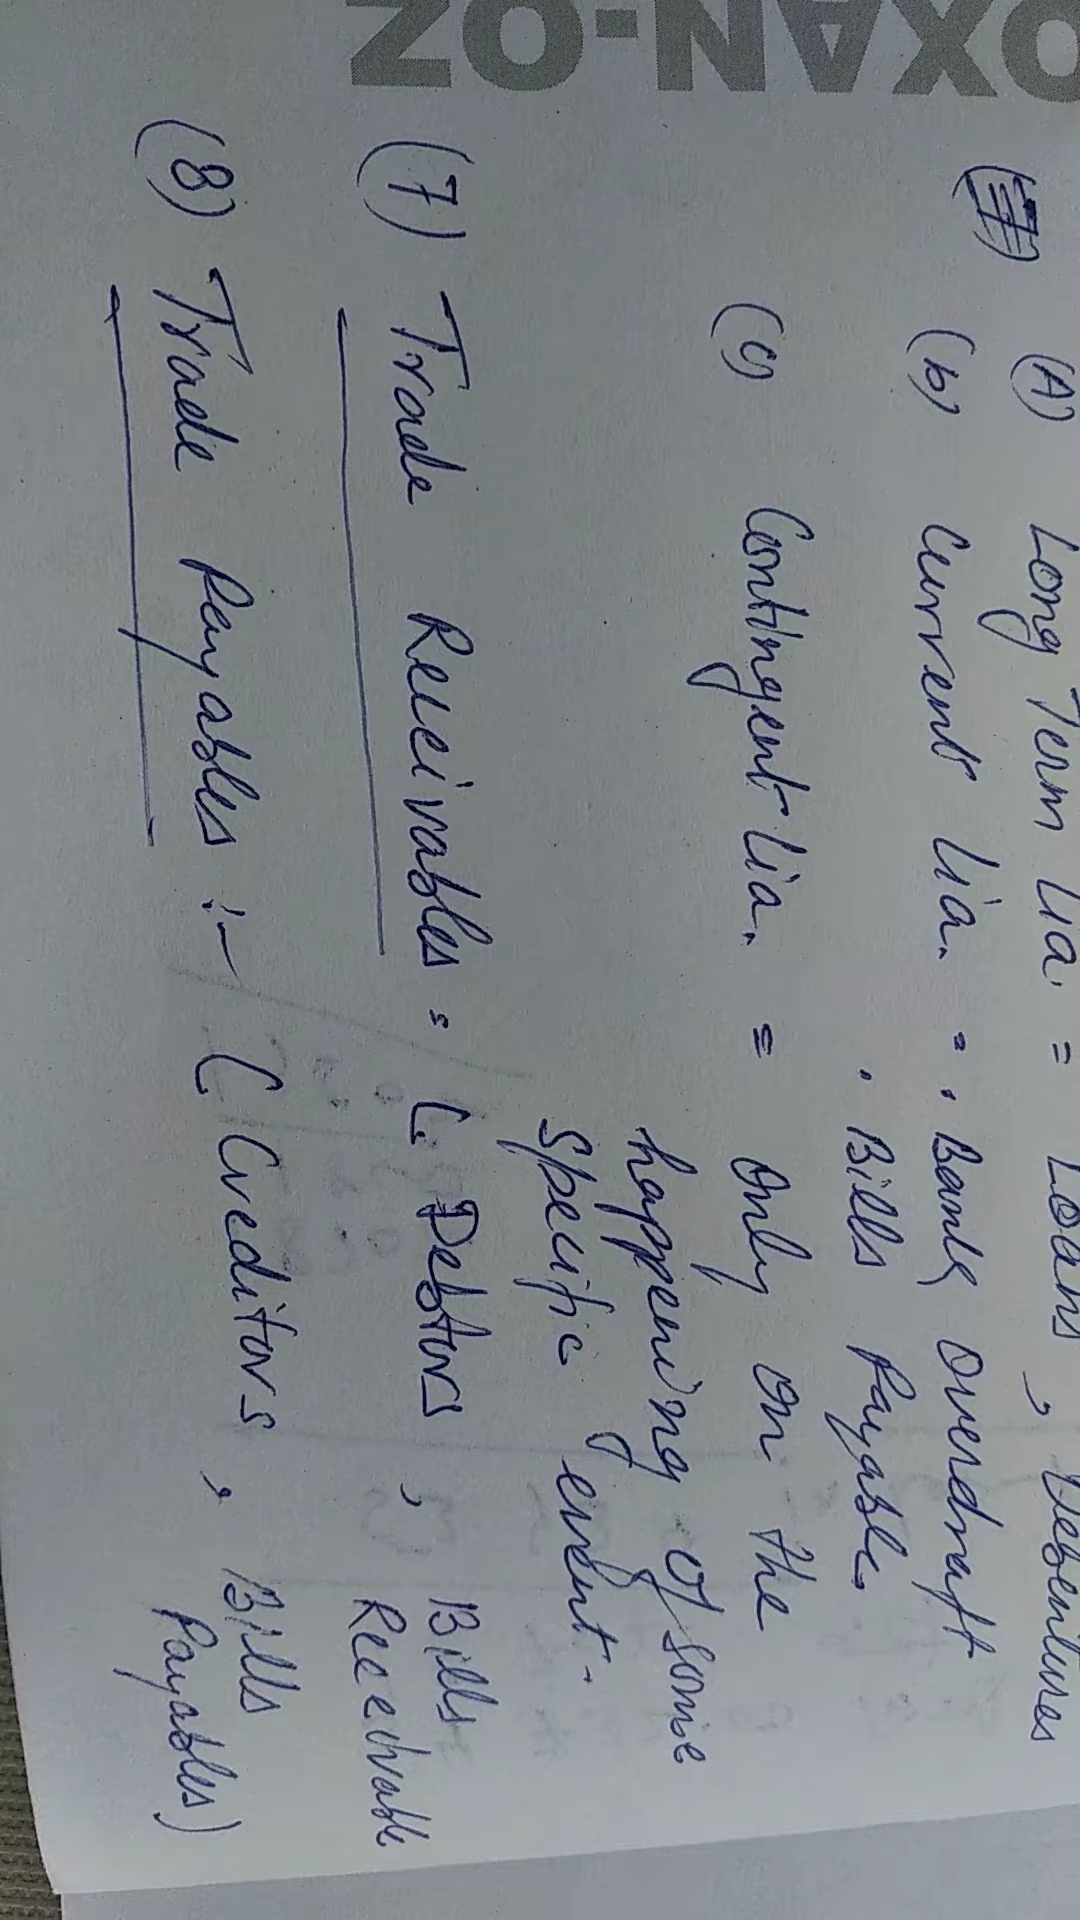 OXAN-OZ
(A) Long Term Lia. = Loans, Debentures
(b) Current Lia. = . Bank overdraft
. Bills Payable
(c) Contingent Lia. = only on the
happening of some
specific event.
(7) Trade Receivables = (. Debtors, Bills
Receivable
(8) Trade Payables :- ( Creditors, Bills
Payables)